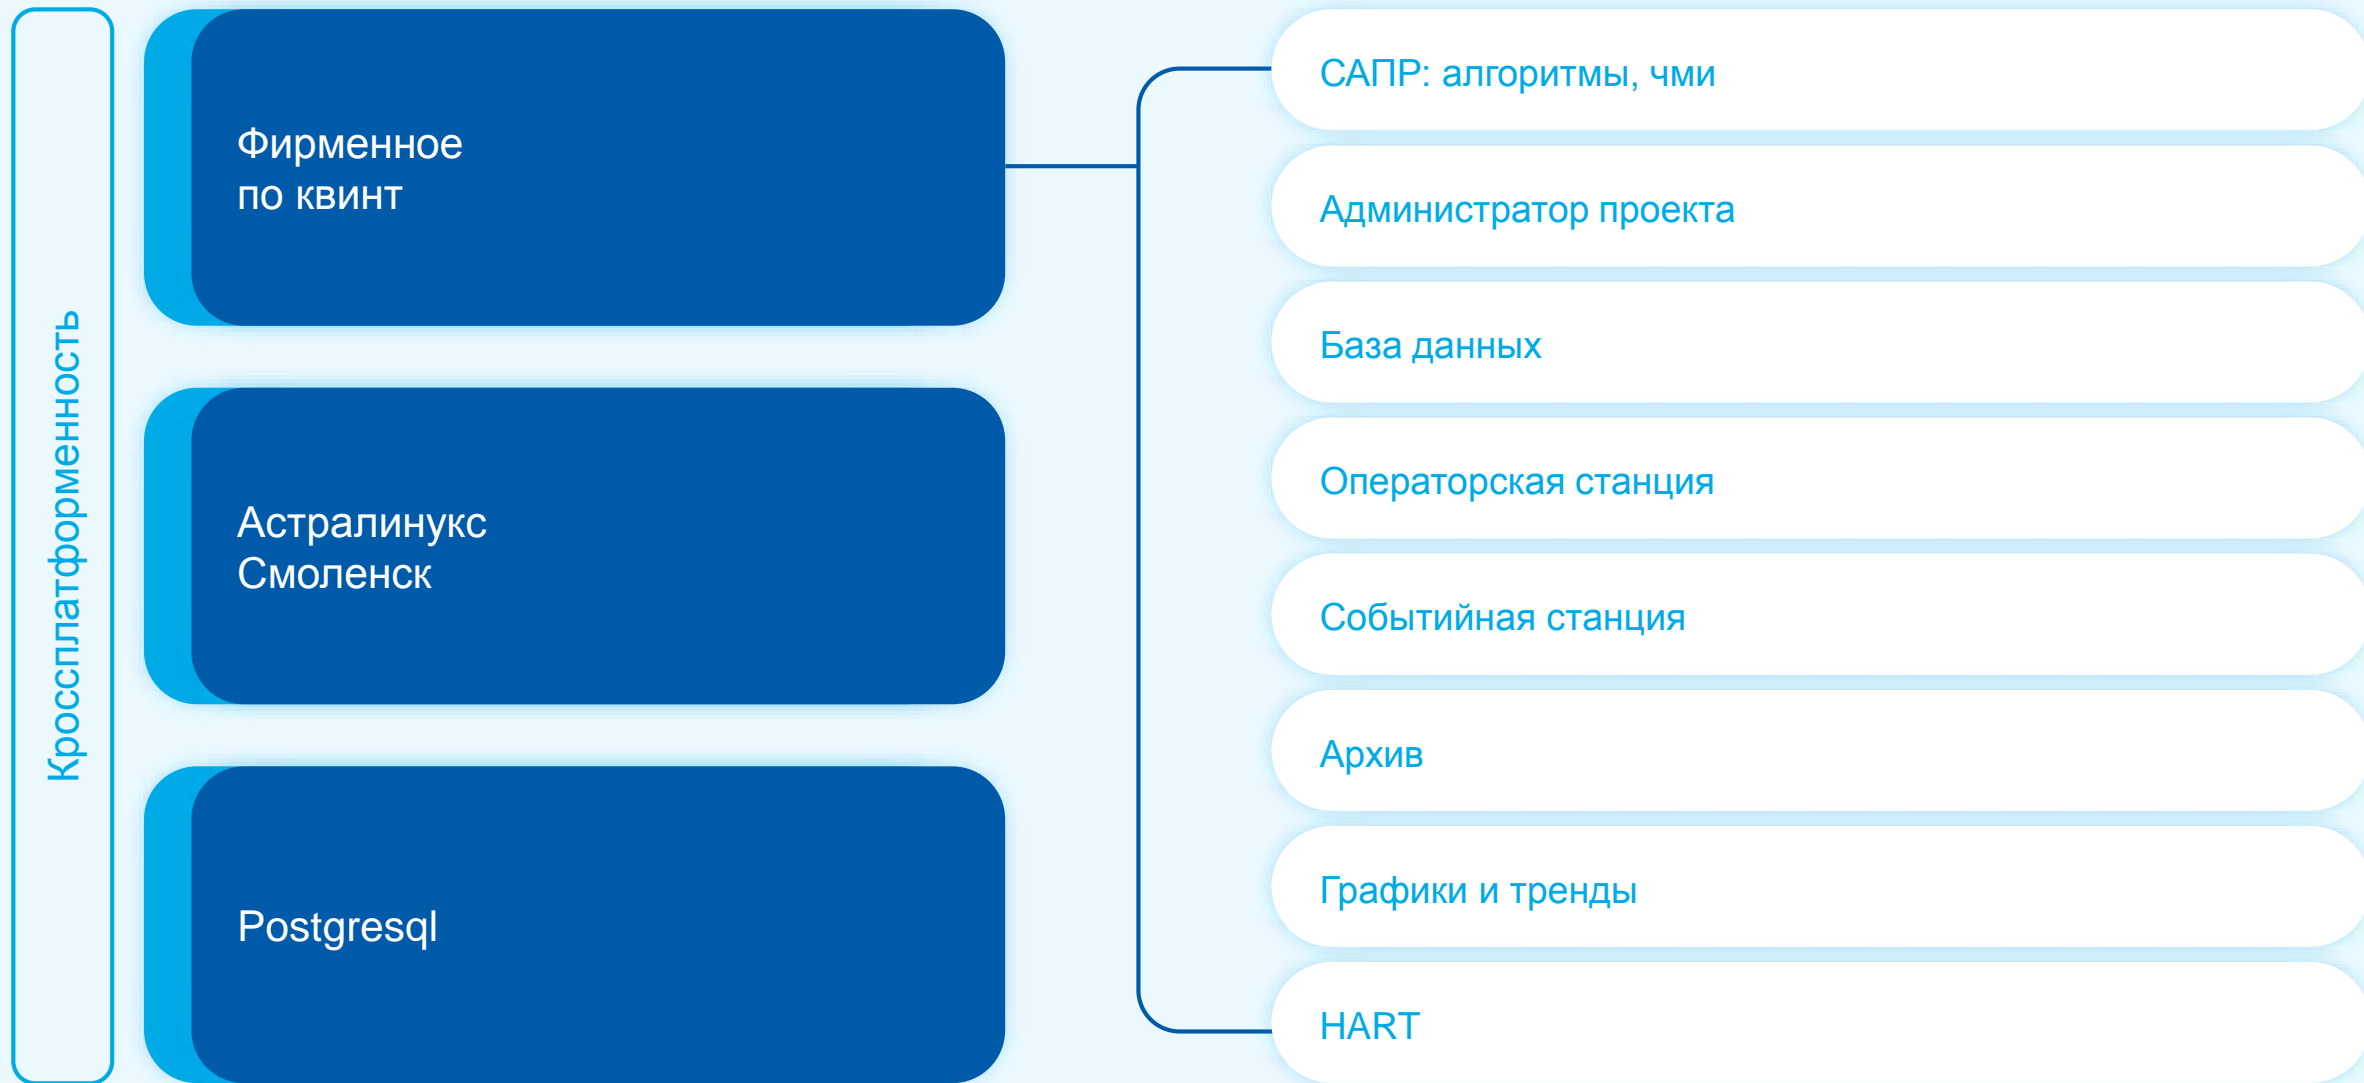 Кроссплатформенность
Фирменное
по квинт
Астралинукс
Смоленск
Postgresql
САПР: алгоритмы, чми
Администратор проекта
База данных
Операторская станция
Событийная станция
Архив
Графики и тренды
HART